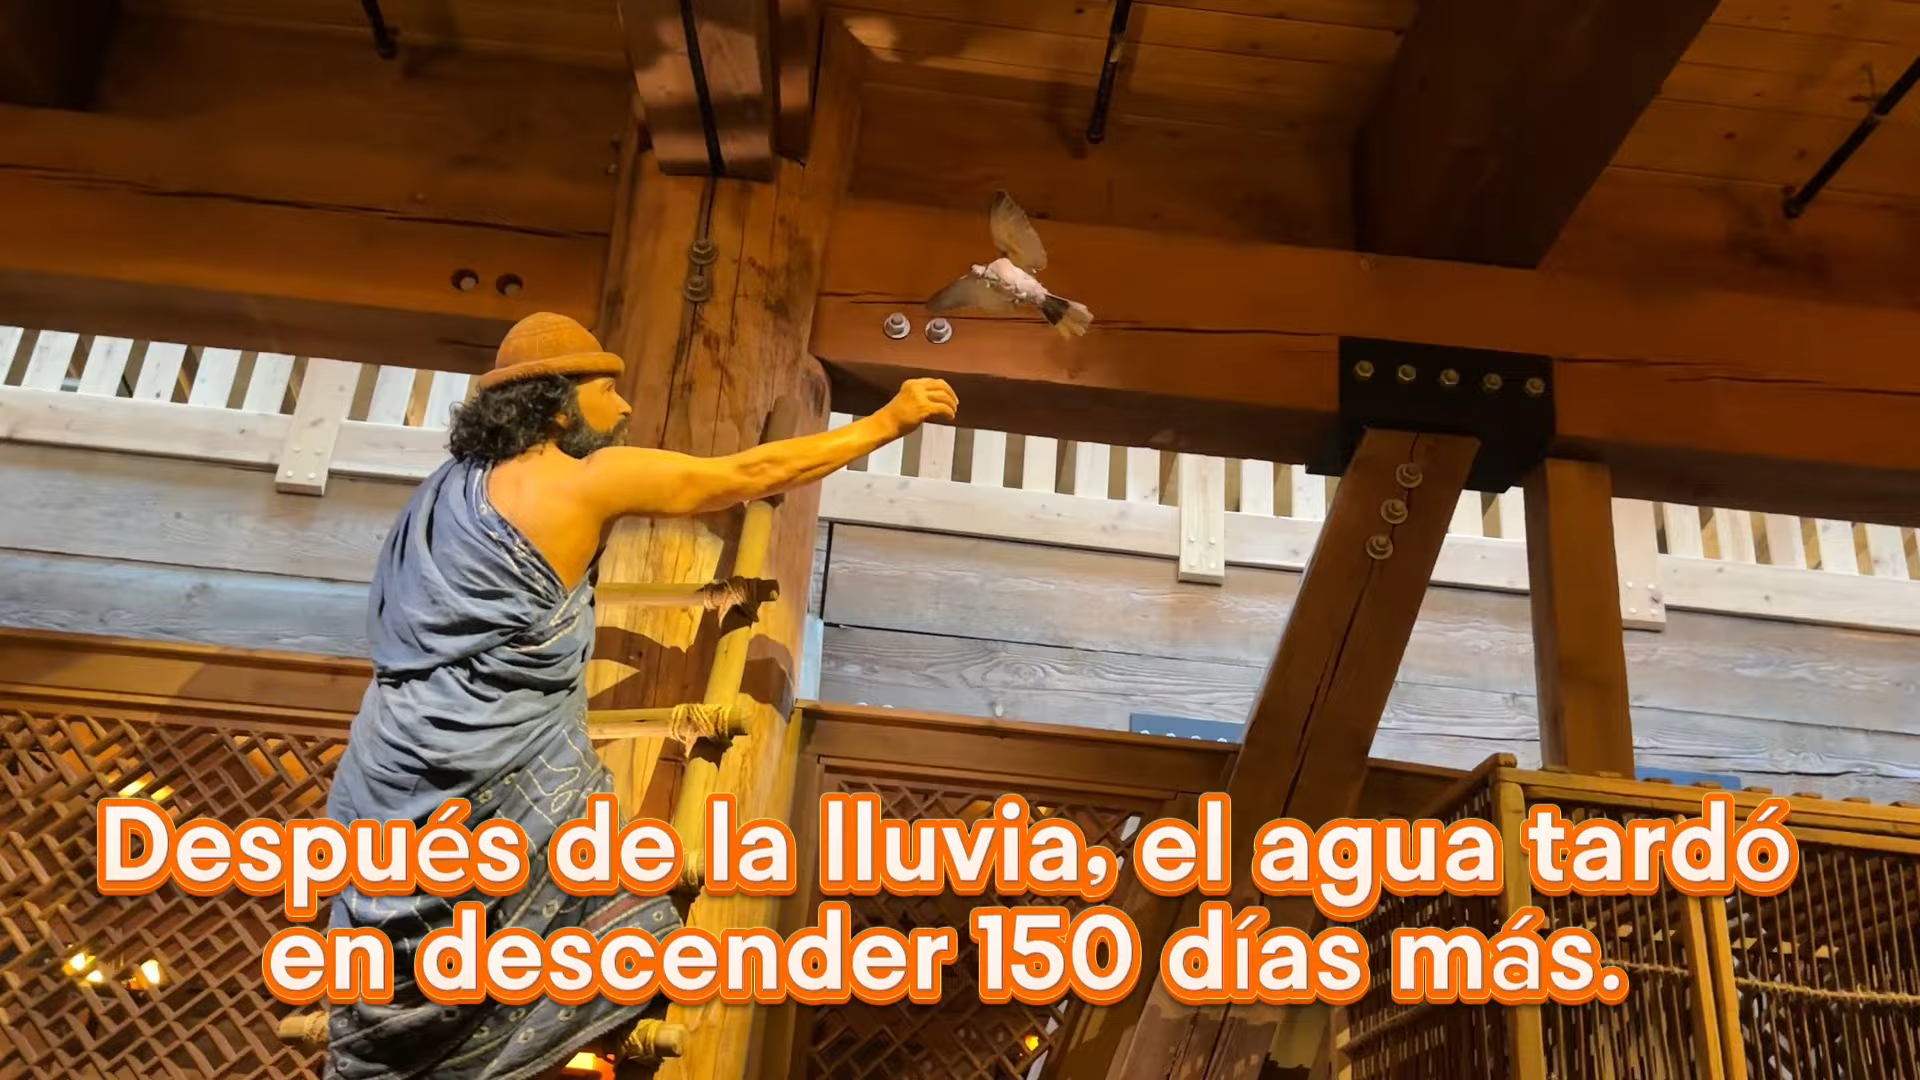 Después de la lluvia, el agua tardó
en descender 150 días más.